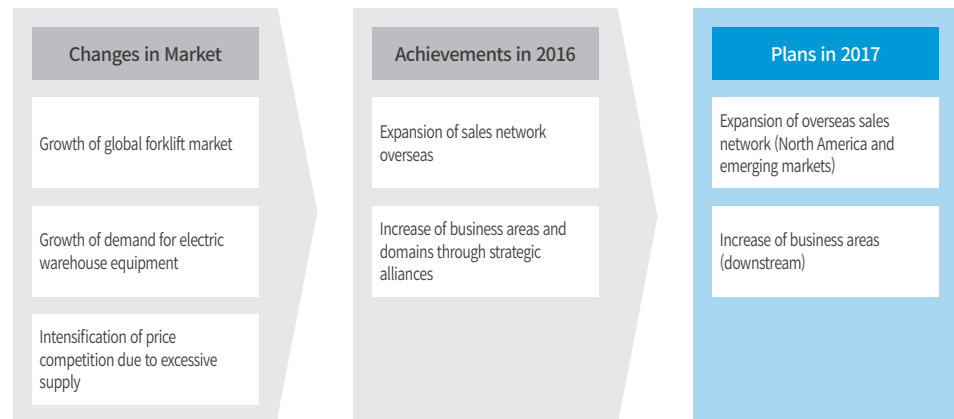 Changes in Market
Growth of global forklift market
Growth of demand for electric
warehouse equipment
Intensification of price
competition due to excessive
supply
Achievements in 2016
Expansion of sales network
overseas
Increase of business areas and
domains through strategic
alliances
Plans in 2017
Expansion of overseas sales
network (North America and
emerging markets)
Increase of business areas
(downstream)